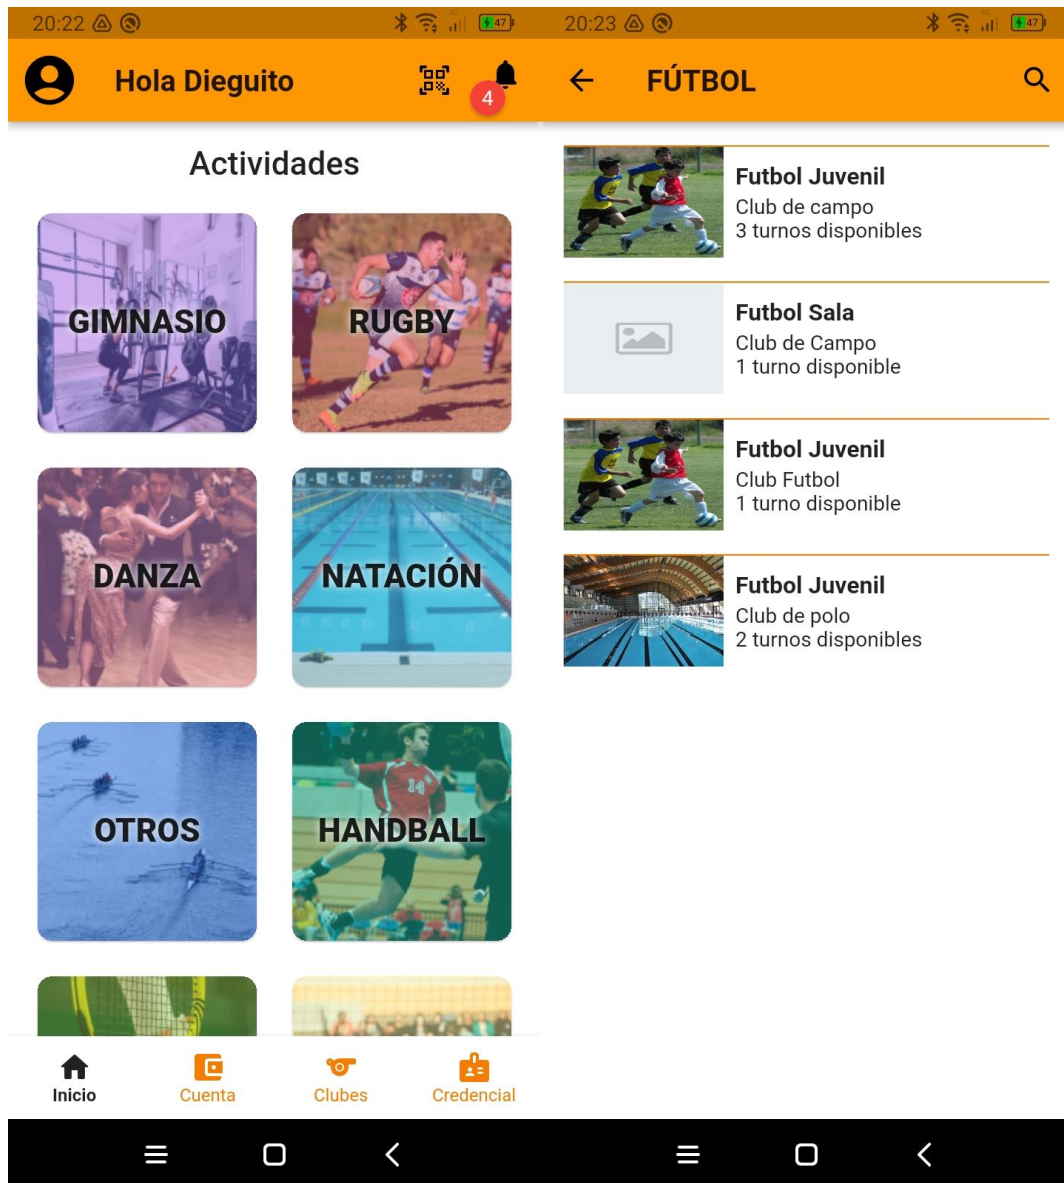 20:22
47
Hola Dieguito
4
Actividades
GIMNASIO
RUGBY
DANZA
NATACIÓN
OTROS
HANDBALL
14
Inicio
Cuenta
Clubes
Credencial
20:23
47
FÚTBOL
Futbol Juvenil
Club de campo
3 turnos disponibles
Futbol Sala
Club de Campo
1 turno disponible
Futbol Juvenil
Club Futbol
1 turno disponible
Futbol Juvenil
Club de polo
2 turnos disponibles